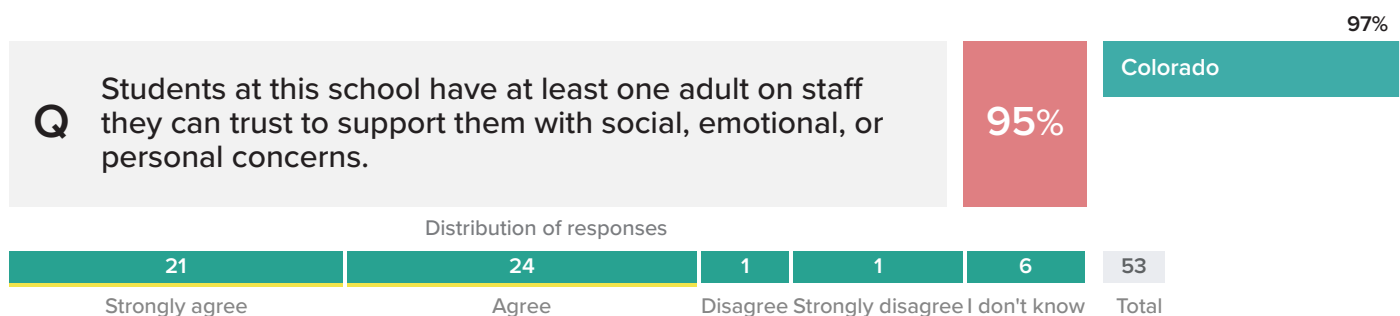 97%
Q
Students at this school have at least one adult on staff
they can trust to support them with social, emotional, or
personal concerns.
95%
Colorado
Distribution of responses
21 24 1 1 6 53
Strongly agree Agree Disagree Strongly disagree I don't know Total